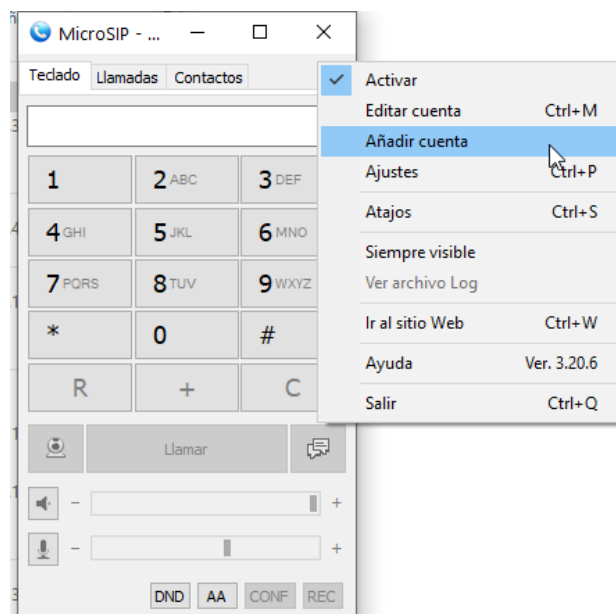 MicroSIP - ...
Teclado Llamadas Contactos
Activar
Editar cuenta Ctrl+M
Añadir cuenta
Ajustes Ctrl+P
Atajos Ctrl+S
Siempre visible
Ver archivo Log
Ir al sitio Web Ctrl+W
Ayuda Ver. 3.20.6
Salir Ctrl+Q
1 2 ABC 3 DEF
4 GHI 5 JKL 6 MNO
7 PQRS 8 TUV 9 WXYZ
* 0 #
R + C
Llamar
- +
- +
DND AA CONF REC